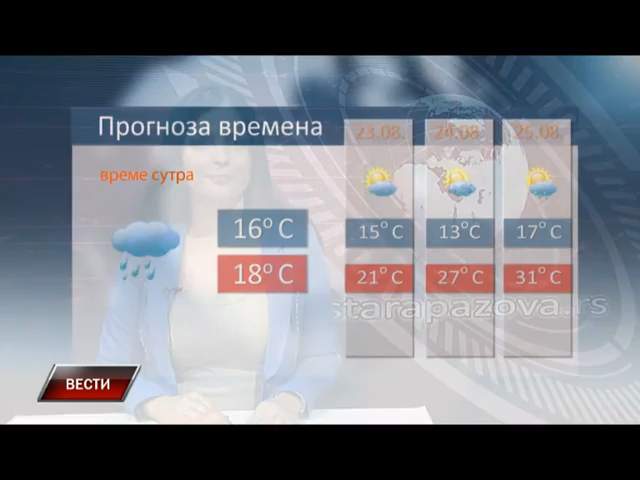 Прогноза времена
23.08.
24.08.
25.08.
време сутра
16° C
15° C
13° C
17° C
18° C
21° C
27° C
31° C
starapazova.rs
ВЕСТИ